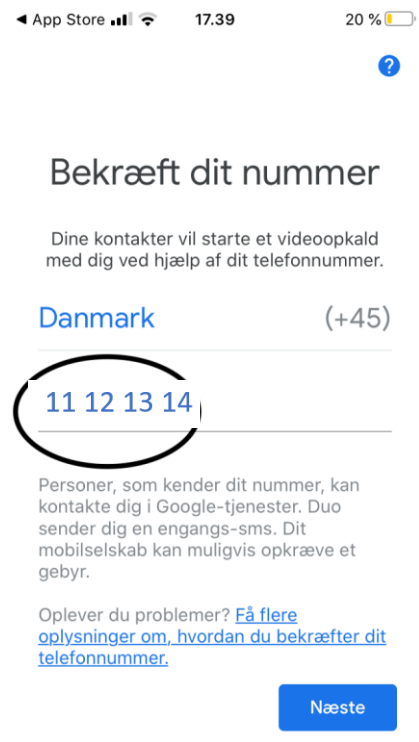 ◀ App Store 17.39 20 %
?
Bekræft dit nummer
Dine kontakter vil starte et videoopkald
med dig ved hjælp af dit telefonnummer.
Danmark (+45)
11 12 13 14
Personer, som kender dit nummer, kan
kontakte dig i Google-tjenester. Duo
sender dig en engangs-sms. Dit
mobilselskab kan muligvis opkræve et
gebyr.
Oplever du problemer? Få flere
oplysninger om, hvordan du bekræfter dit
telefonnummer.
Næste